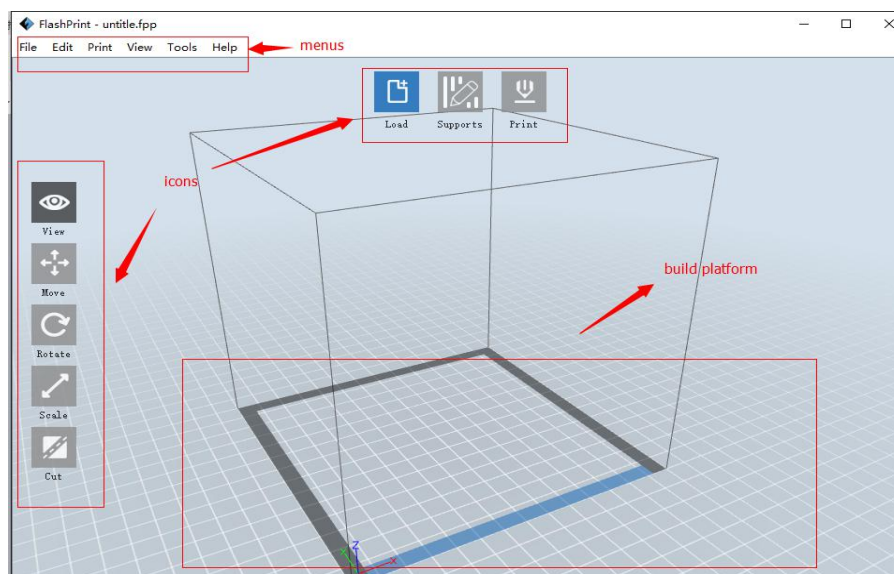 FlashPrint - untitle.fpp
File Edit Print View Tools Help
menus
Load Supports Print
icons
View
Move
Rotate
Scale
Cut
build platform
Z
X